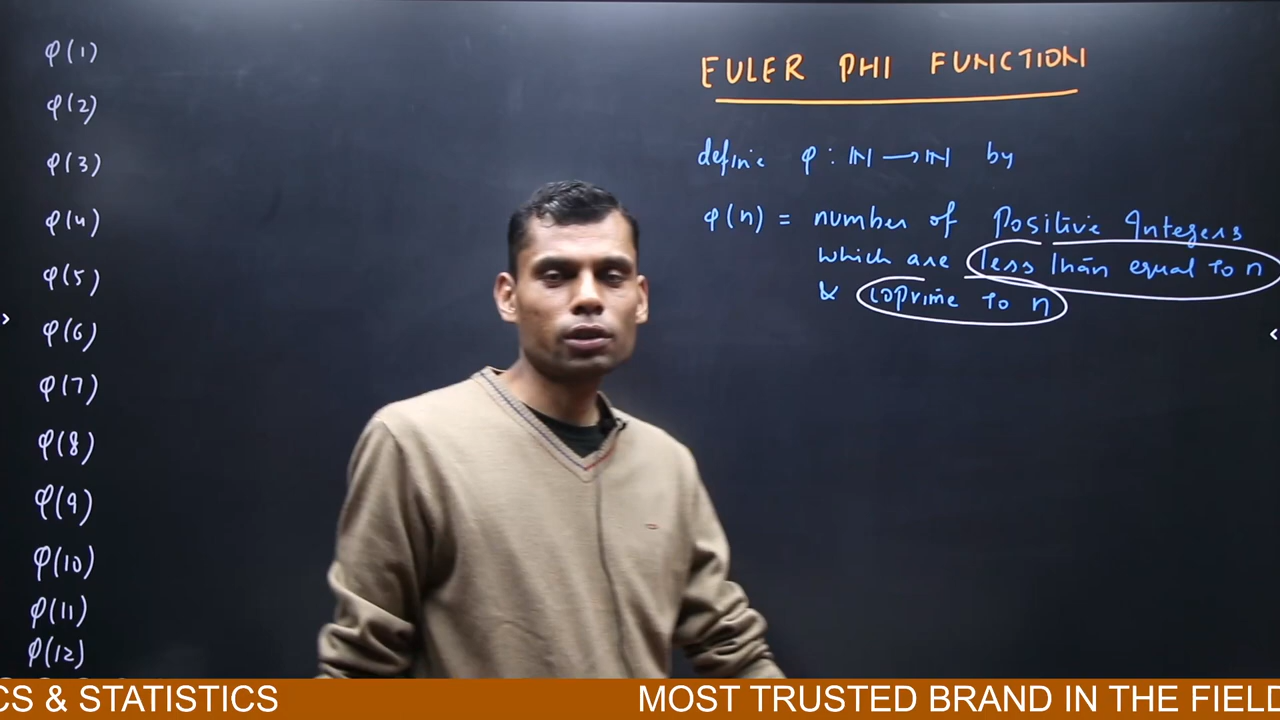 φ(1)
φ(2)
φ(3)
φ(4)
φ(5)
φ(6)
φ(7)
φ(8)
φ(9)
φ(10)
φ(11)
φ(12)
EULER PHI FUNCTION
define φ : ℕ → ℕ by
φ(n) = number of Positive Integers
which are less than equal to n
& coprime to n
CS & STATISTICS MOST TRUSTED BRAND IN THE FIELD